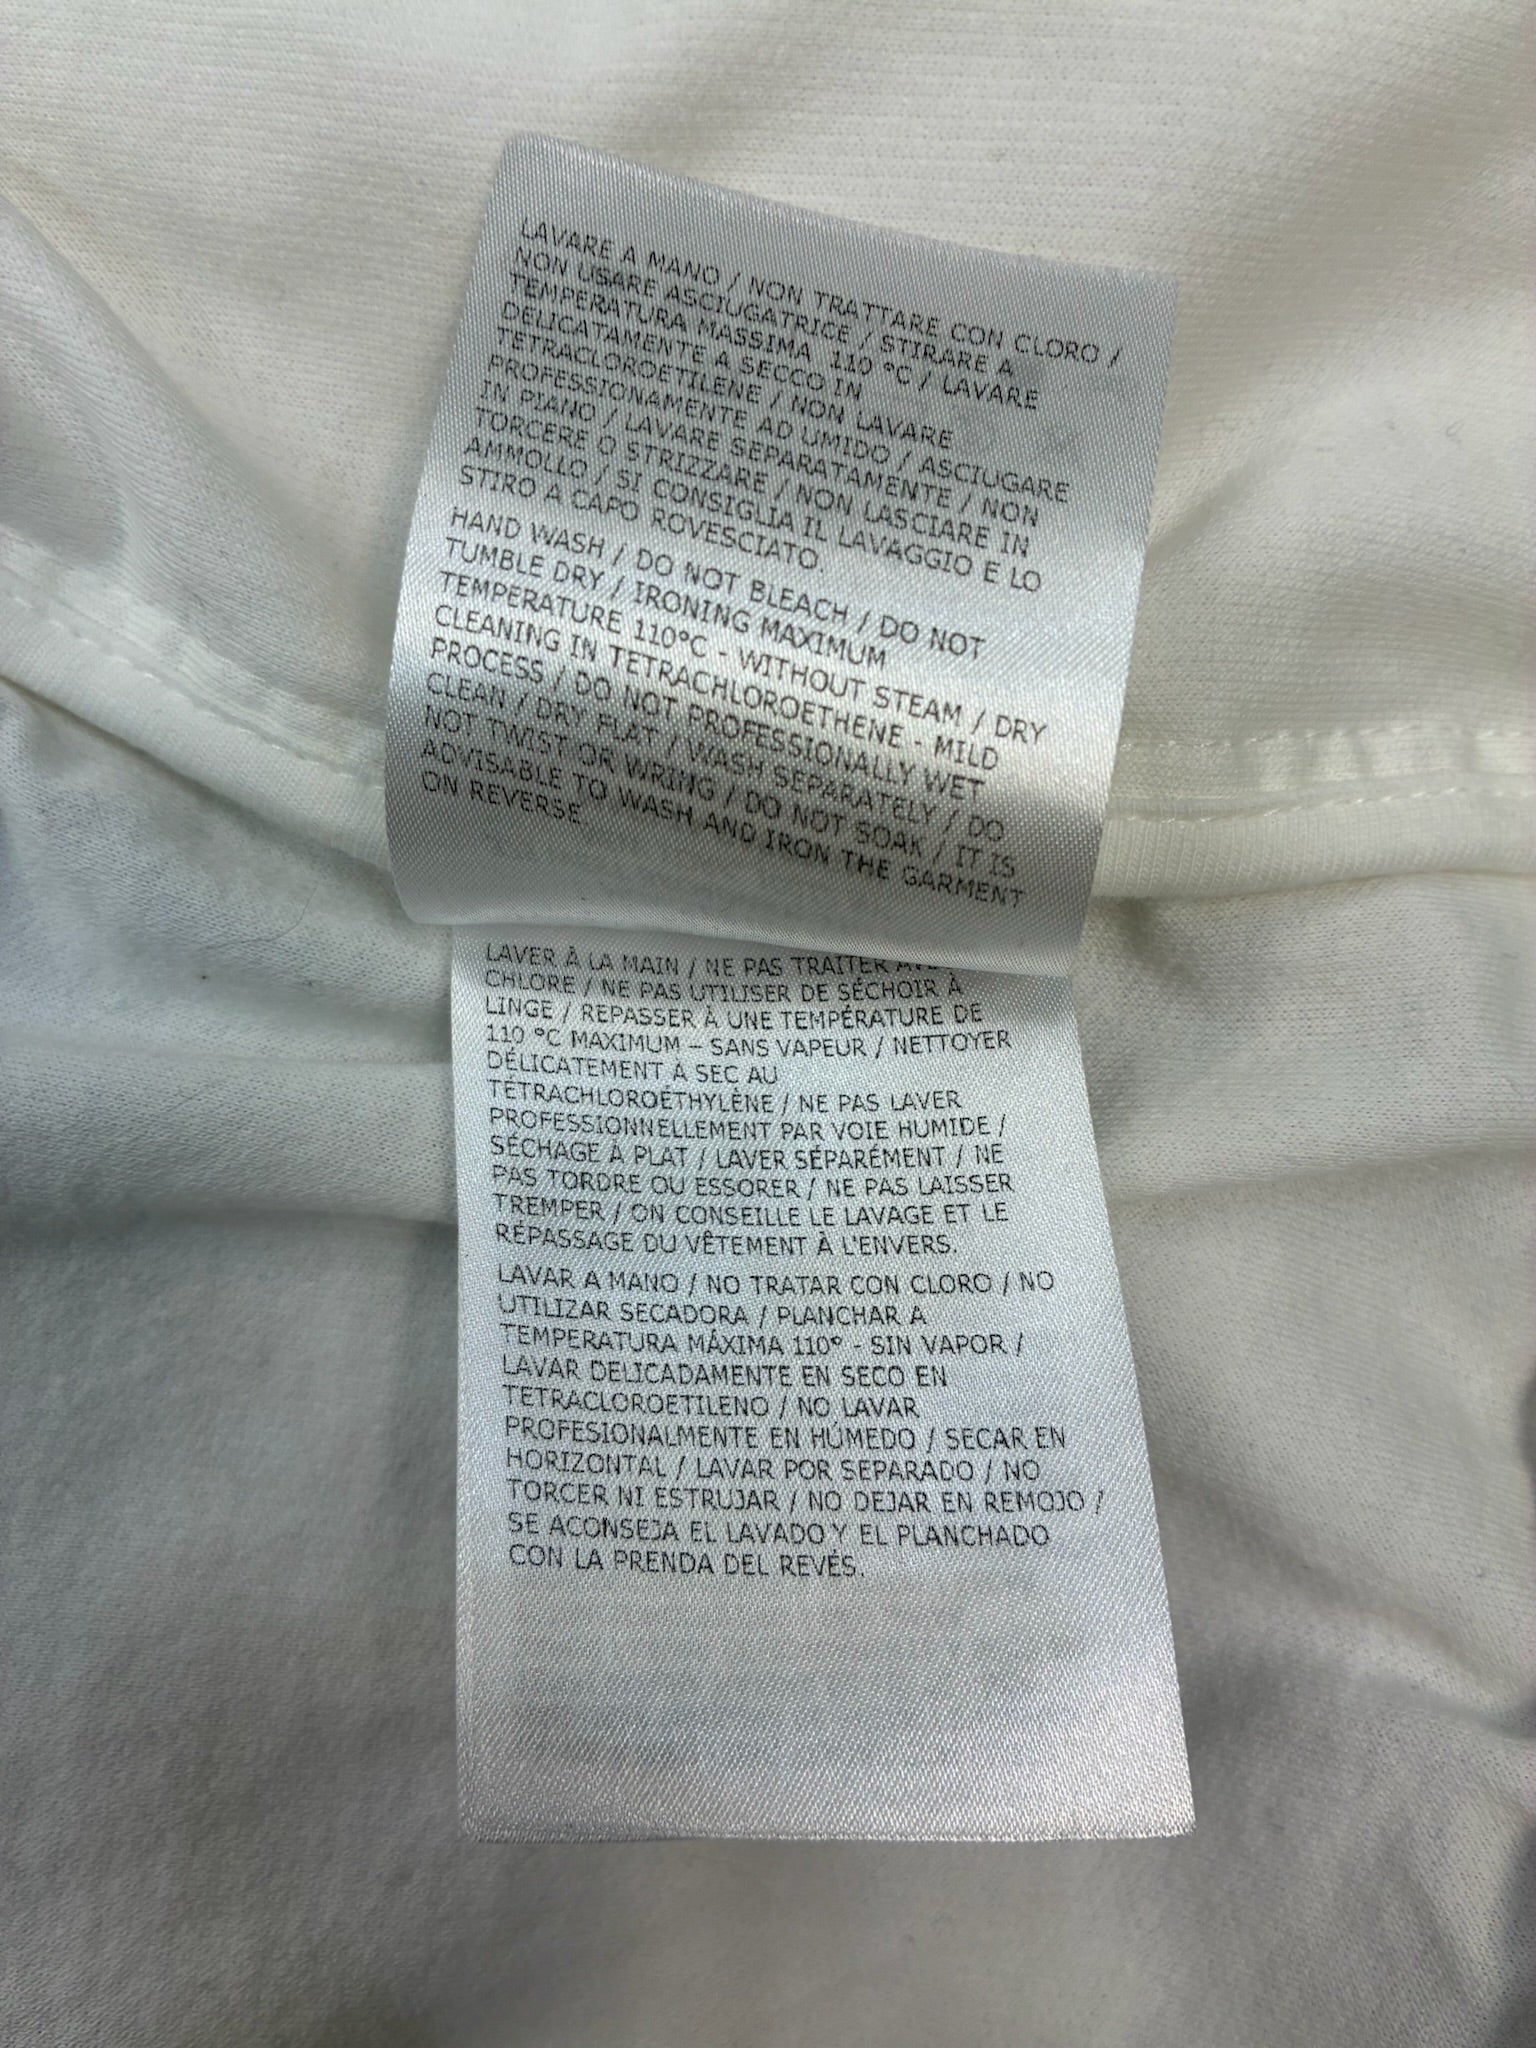 LAVARE A MANO / NON TRATTARE CON CLORO /
NON USARE ASCIUGATRICE / STIRARE A
TEMPERATURA MASSIMA 110 °C / LAVARE
DELICATAMENTE A SECCO IN
TETRACLOROETILENE / NON LAVARE
PROFESSIONAMENTE AD UMIDO / ASCIUGARE
IN PIANO / LAVARE SEPARATAMENTE / NON
TORCERE O STRIZZARE / NON LASCIARE IN
AMMOLLO / SI CONSIGLIA IL LAVAGGIO E LO
STIRO A CAPO ROVESCIATO.
HAND WASH / DO NOT BLEACH / DO NOT
TUMBLE DRY / IRONING MAXIMUM
TEMPERATURE 110°C - WITHOUT STEAM / DRY
CLEANING IN TETRACHLOROETHENE - MILD
PROCESS / DO NOT PROFESSIONALLY WET
CLEAN / DRY FLAT / WASH SEPARATELY / DO
NOT TWIST OR WRING / DO NOT SOAK / IT IS
ADVISABLE TO WASH AND IRON THE GARMENT
ON REVERSE.
LAVER À LA MAIN / NE PAS TRAITER
CHLORE / NE PAS UTILISER DE SÉCHOIR À
LINGE / REPASSER À UNE TEMPÉRATURE DE
110 °C MAXIMUM – SANS VAPEUR / NETTOYER
DÉLICATEMENT À SEC AU
TÉTRACHLOROÉTHYLÈNE / NE PAS LAVER
PROFESSIONNELLEMENT PAR VOIE HUMIDE /
SÉCHAGE À PLAT / LAVER SÉPARÉMENT / NE
PAS TORDRE OU ESSORER / NE PAS LAISSER
TREMPER / ON CONSEILLE LE LAVAGE ET LE
RÉPASSAGE DU VÊTEMENT À L'ENVERS.
LAVAR A MANO / NO TRATAR CON CLORO / NO
UTILIZAR SECADORA / PLANCHAR A
TEMPERATURA MÁXIMA 110° - SIN VAPOR /
LAVAR DELICADAMENTE EN SECO EN
TETRACLOROETILENO / NO LAVAR
PROFESIONALMENTE EN HÚMEDO / SECAR EN
HORIZONTAL / LAVAR POR SEPARADO / NO
TORCER NI ESTRUJAR / NO DEJAR EN REMOJO /
SE ACONSEJA EL LAVADO Y EL PLANCHADO
CON LA PRENDA DEL REVÉS.